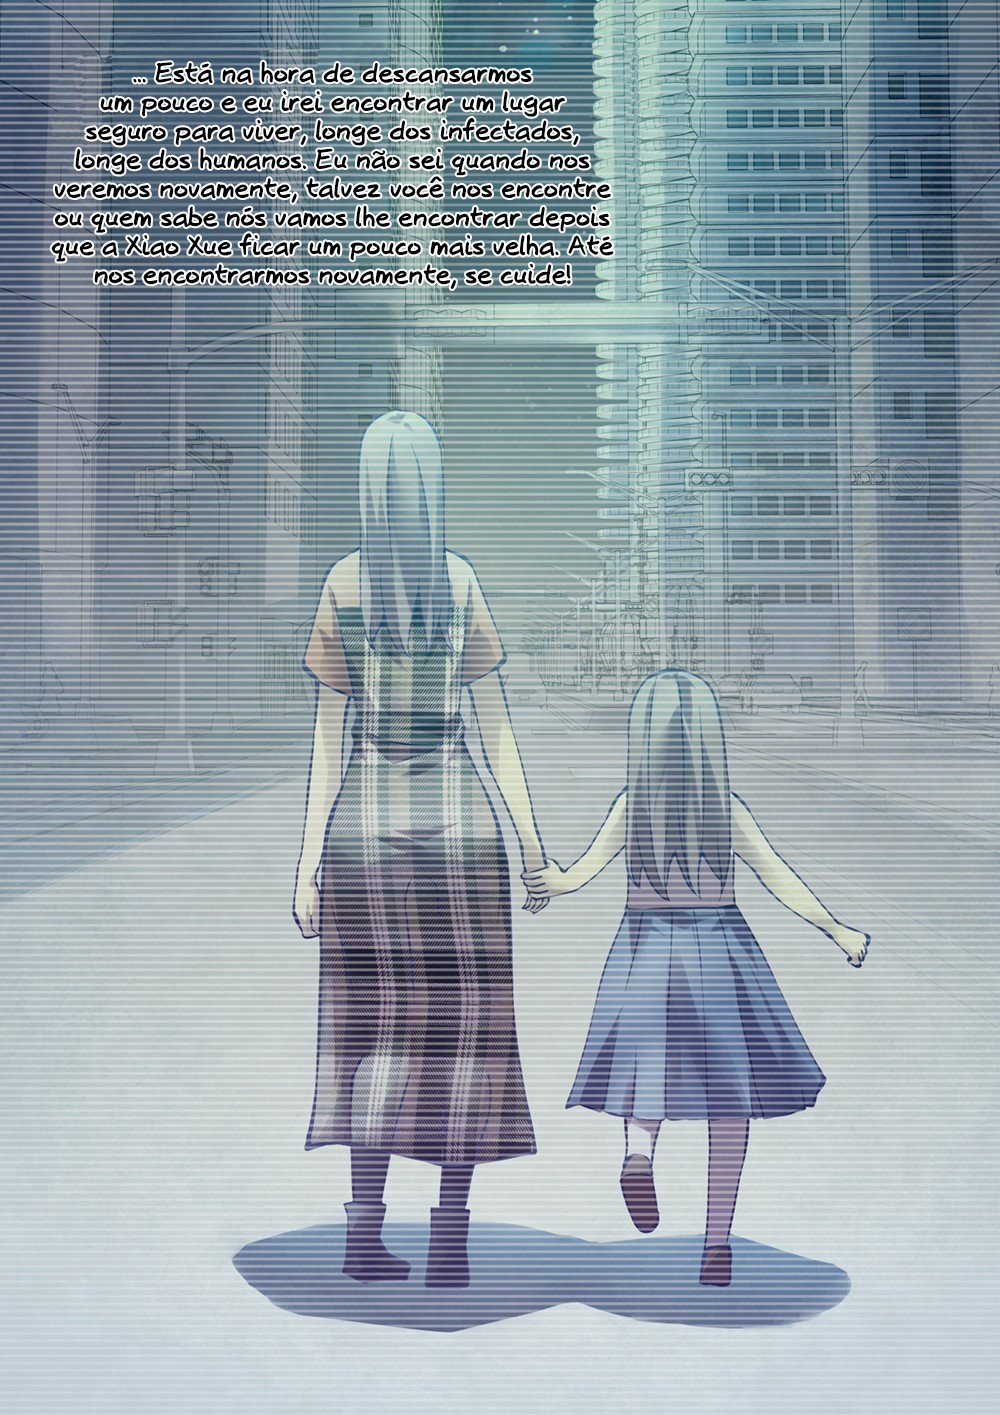 ... Está na hora de descansarmos
um pouco e eu irei encontrar um lugar
seguro para viver, longe dos infectados,
longe dos humanos. Eu não sei quando nos
veremos novamente, talvez você nos encontre
ou quem sabe nós vamos lhe encontrar depois
que a Xiao Xue ficar um pouco mais velha. Até
nos encontrarmos novamente, se cuide!